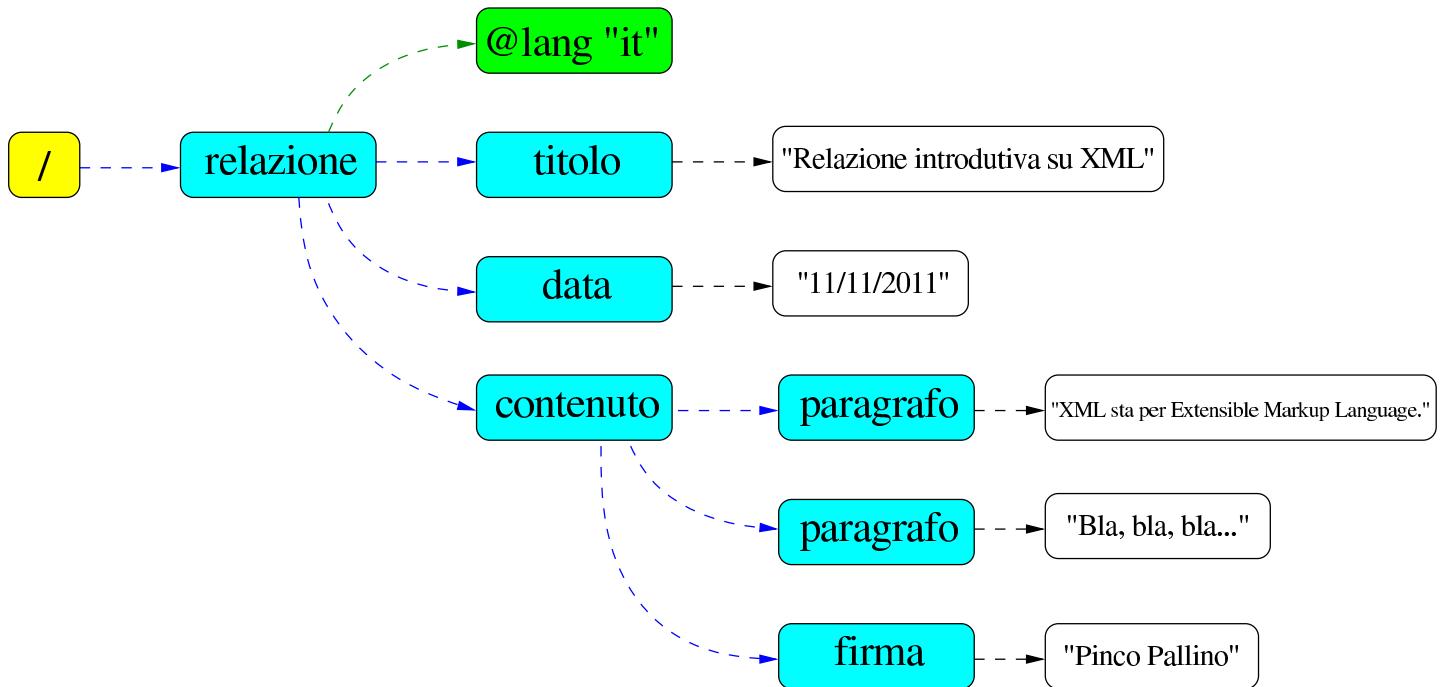 @lang "it"
/
relazione
titolo
"Relazione introdutiva su XML"
data
"11/11/2011"
contenuto
paragrafo
"XML sta per Extensible Markup Language."
paragrafo
"Bla, bla, bla..."
firma
"Pinco Pallino"